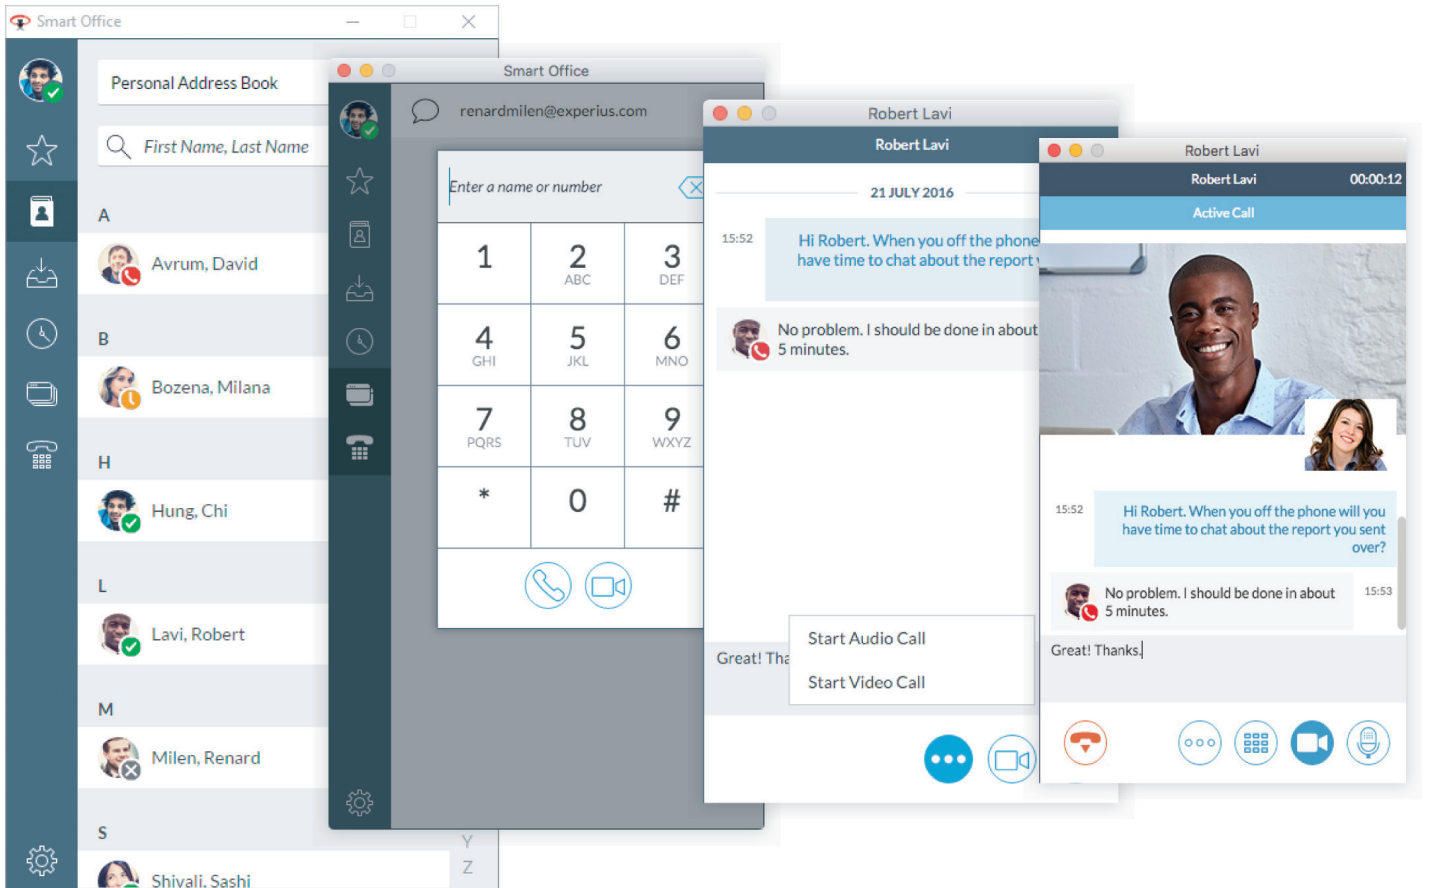 Smart Office
Personal Address Book
First Name, Last Name
A
Avrum, David
B
Bozena, Milana
H
Hung, Chi
L
Lavi, Robert
M
Milen, Renard
S
Shivali, Sashi
Y
Z
Smart Office
renardmilen@experius.com
Enter a name or number
1
2
ABC
3
DEF
4
GHI
5
JKL
6
MNO
7
PQRS
8
TUV
9
WXYZ
*
0
#
Robert Lavi
Robert Lavi
21 JULY 2016
15:52
Hi Robert. When you off the phone
have time to chat about the report
No problem. I should be done in about
5 minutes.
Start Audio Call
Start Video Call
Great! Tha
Robert Lavi
Robert Lavi 00:00:12
Active Call
15:52
Hi Robert. When you off the phone will you
have time to chat about the report you sent
over?
No problem. I should be done in about
5 minutes.
15:53
Great! Thanks.